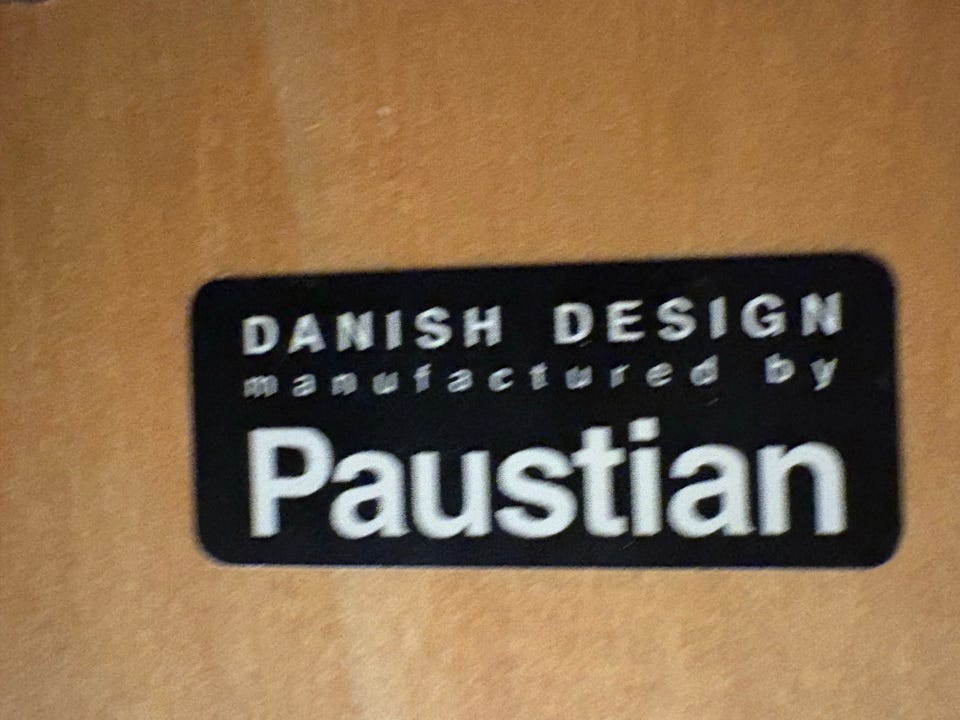 DANISH DESIGN
manufactured by
Paustian